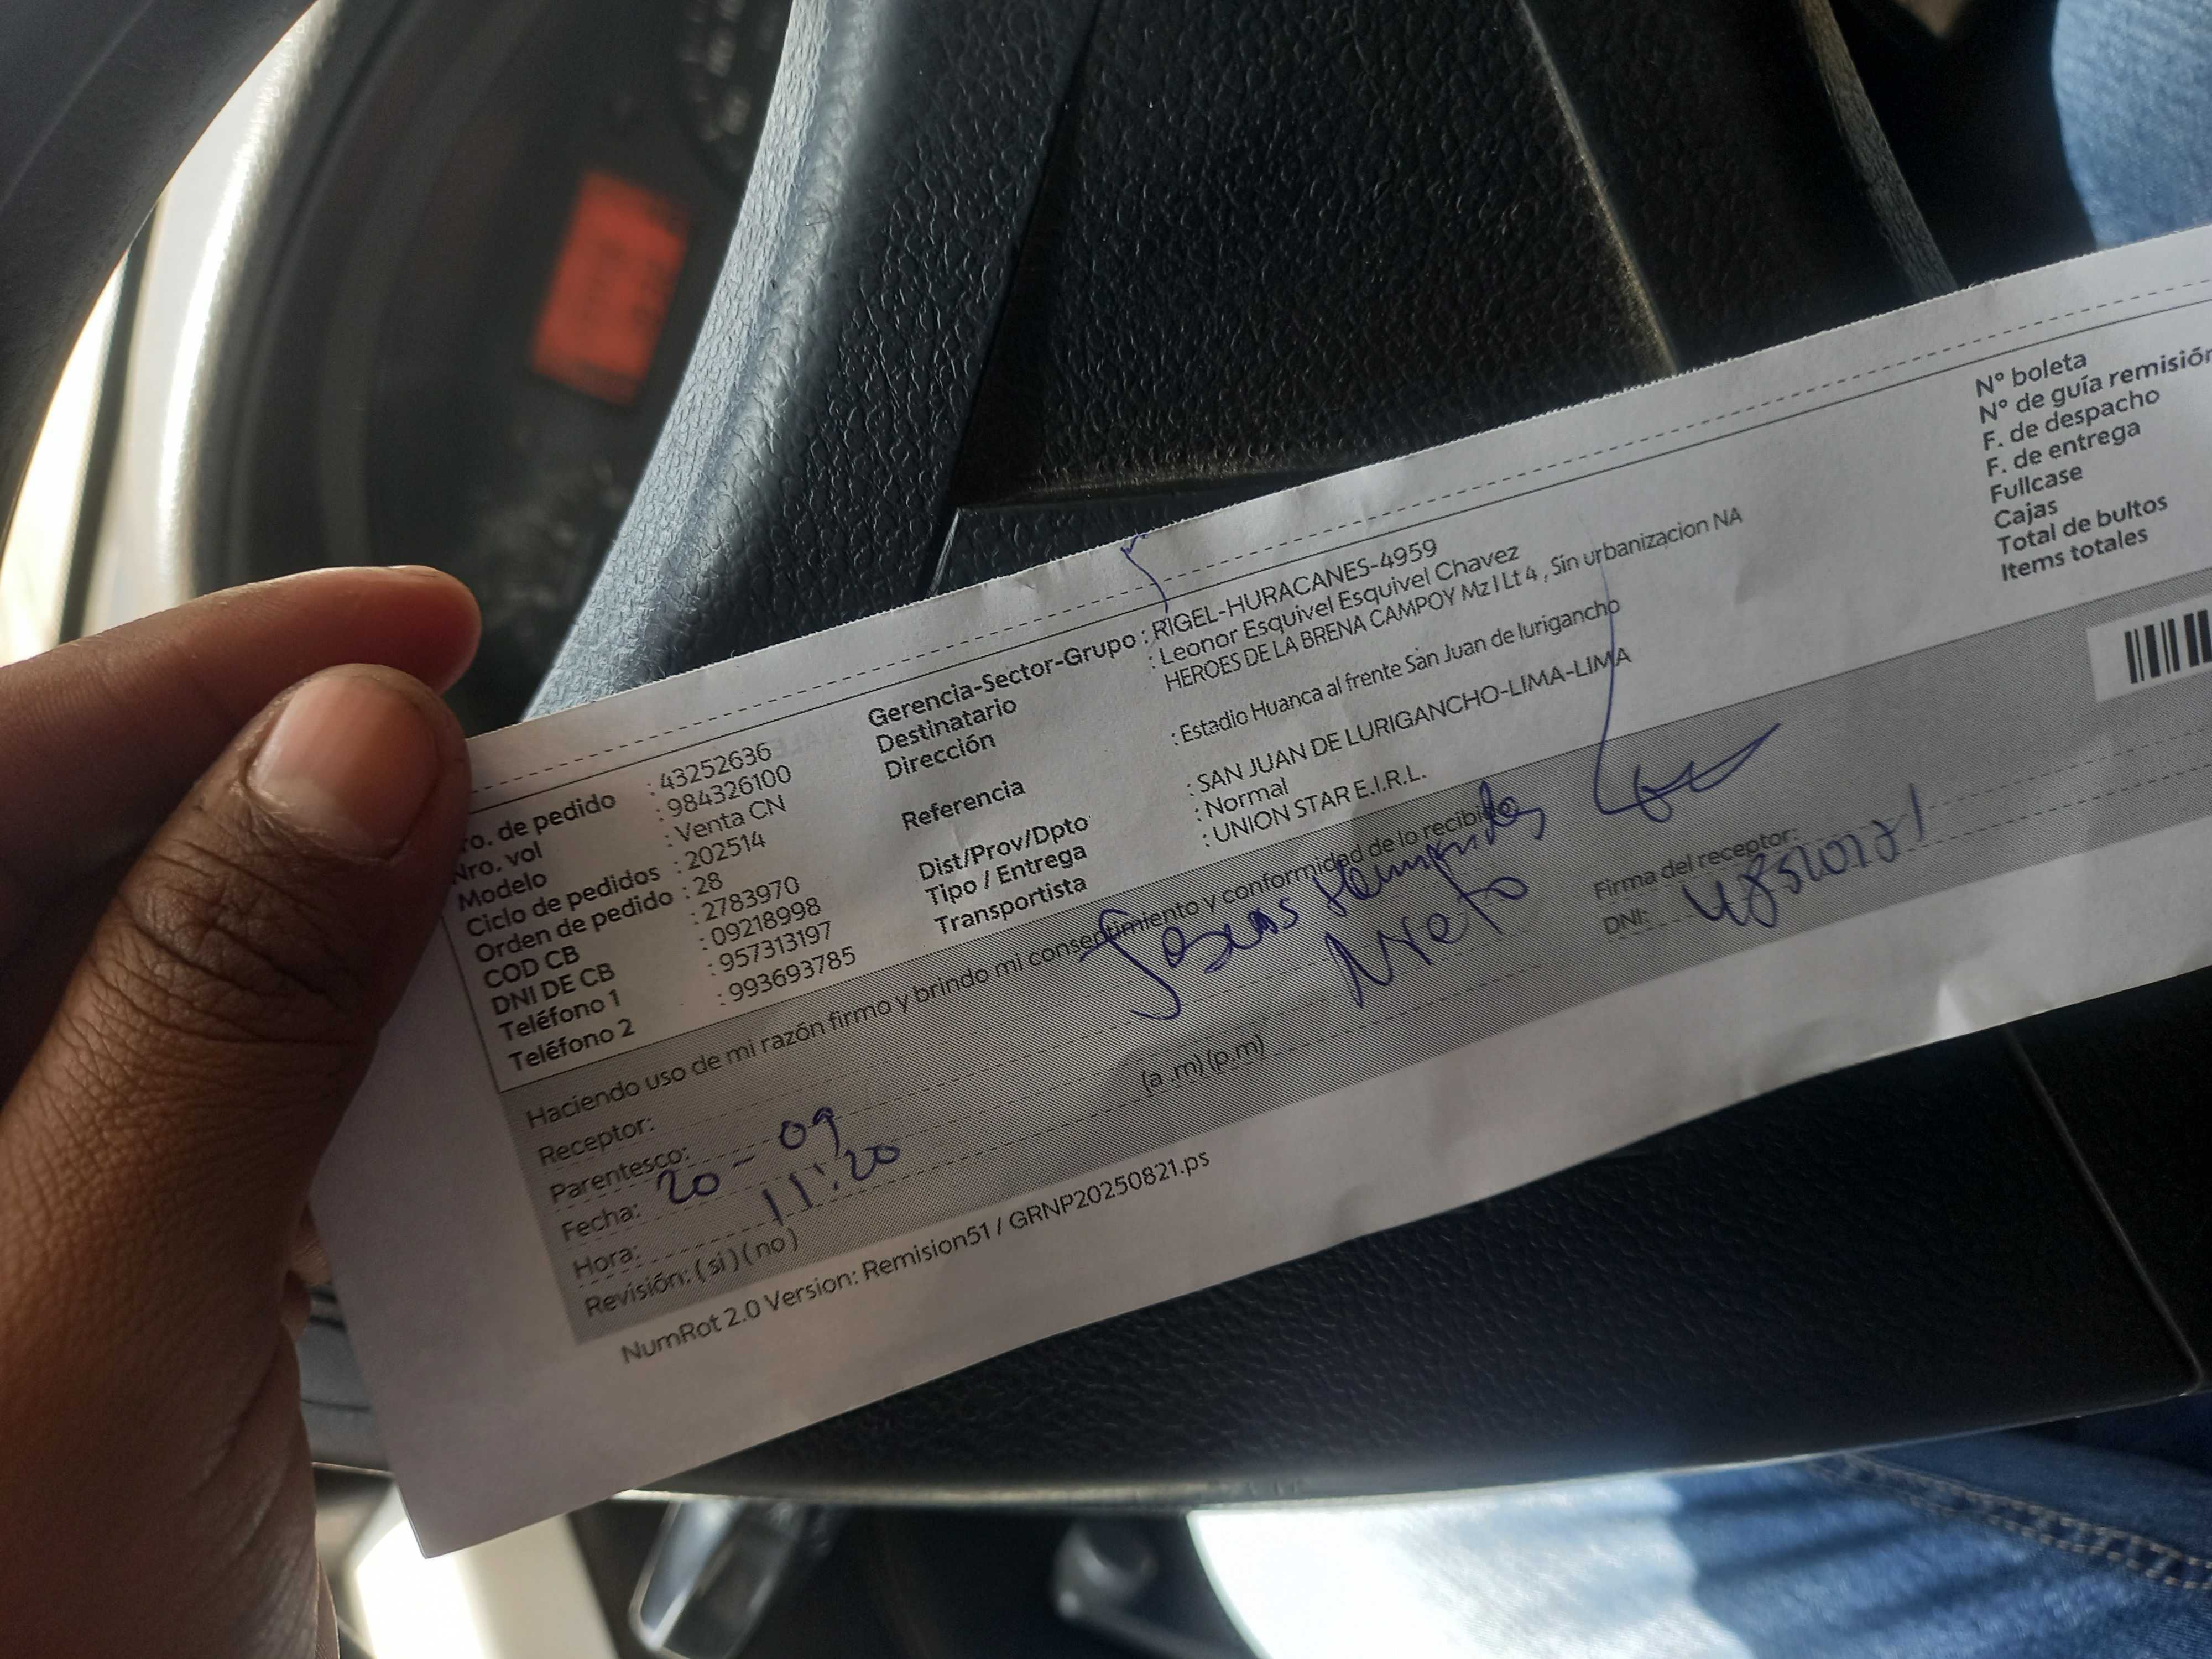 ro. de pedido : 43252636
Nro. vol : 984326100
Modelo : Venta CN
Ciclo de pedidos : 202514
Orden de pedido : 28
COD CB : 2783970
DNI DE CB : 09218998
Teléfono 1 : 957313197
Teléfono 2 : 993693785
Gerencia-Sector-Grupo : RIGEL-HURACANES-4959
Destinatario : Leonor Esquivel Esquivel Chavez
Dirección HEROES DE LA BRENA CAMPOY Mz I Lt 4 , Sin urbanizacion NA
Referencia : Estadio Huanca al frente San Juan de lurigancho
Dist/Prov/Dpto : SAN JUAN DE LURIGANCHO-LIMA-LIMA
Tipo / Entrega : Normal
Transportista : UNION STAR E.I.R.L.
N° boleta
N° de guía remisión
F. de despacho
F. de entrega
Fullcase
Cajas
Total de bultos
Items totales
Haciendo uso de mi razón firmo y brindo mi consentimiento y conformidad de lo recibido
Receptor:
Nieto
Parentesco:
Fecha: 20-09
Hora: 11:20 (a.m) (p.m)
Revisión: ( si ) ( no )
Firma del receptor:
DNI:
NumRot 2.0 Version: Remision51 / GRNP20250821.ps